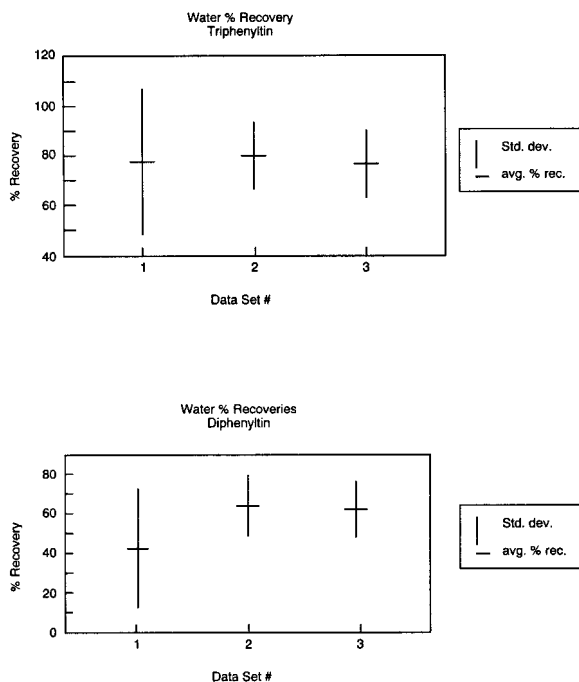 Water % Recovery
Triphenyltin
120
100
80
60
40
% Recovery
1 2 3
Data Set #
Std. dev.
avg. % rec.
Water % Recoveries
Diphenyltin
80
60
40
20
0
% Recovery
1 2 3
Data Set #
Std. dev.
avg. % rec.